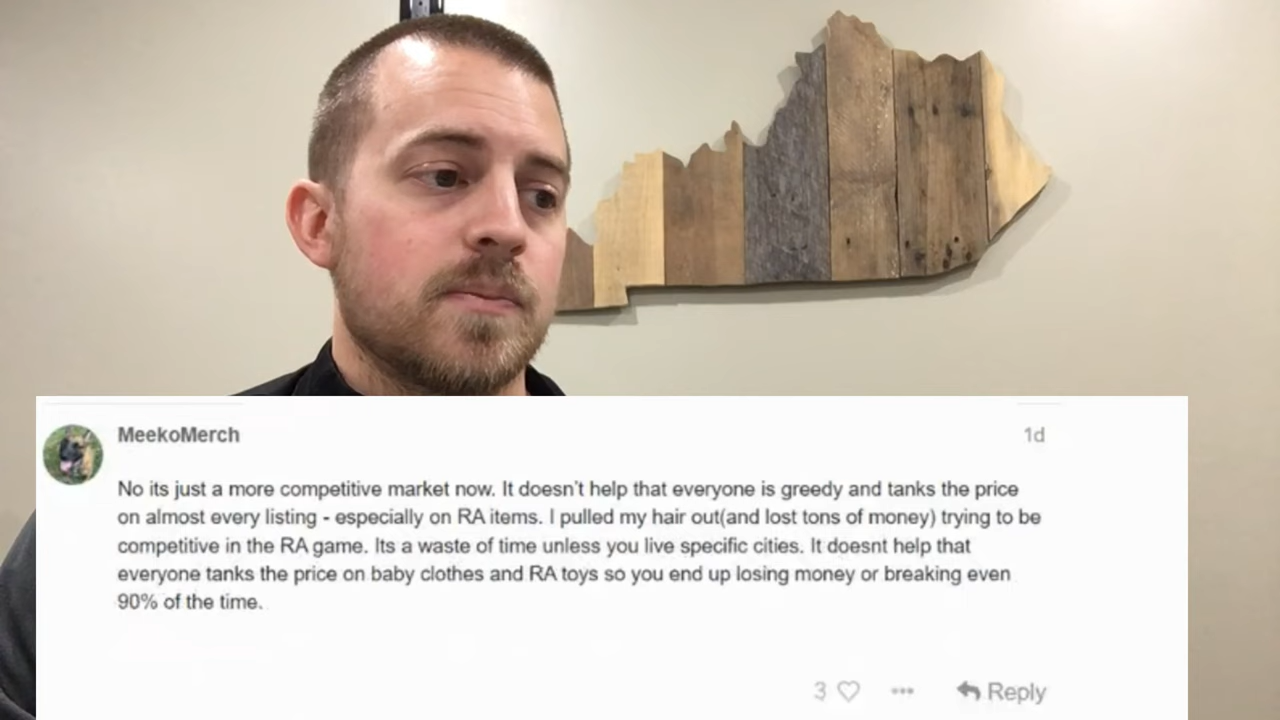 MeekoMerch
1d
No its just a more competitive market now. It doesn't help that everyone is greedy and tanks the price
on almost every listing - especially on RA items. I pulled my hair out(and lost tons of money) trying to be
competitive in the RA game. Its a waste of time unless you live specific cities. It doesnt help that
everyone tanks the price on baby clothes and RA toys so you end up losing money or breaking even
90% of the time.
3
Reply